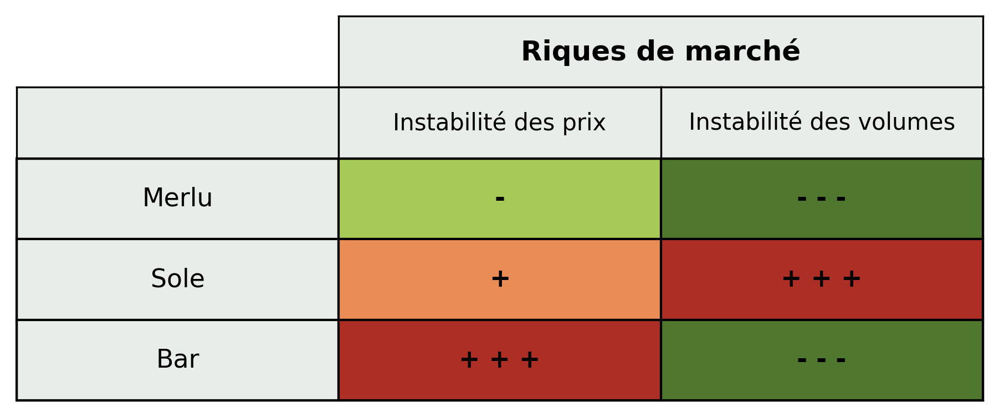 Riques de marché
Instabilité des prix Instabilité des volumes
Merlu - - - -
Sole + + + +
Bar + + + - - -